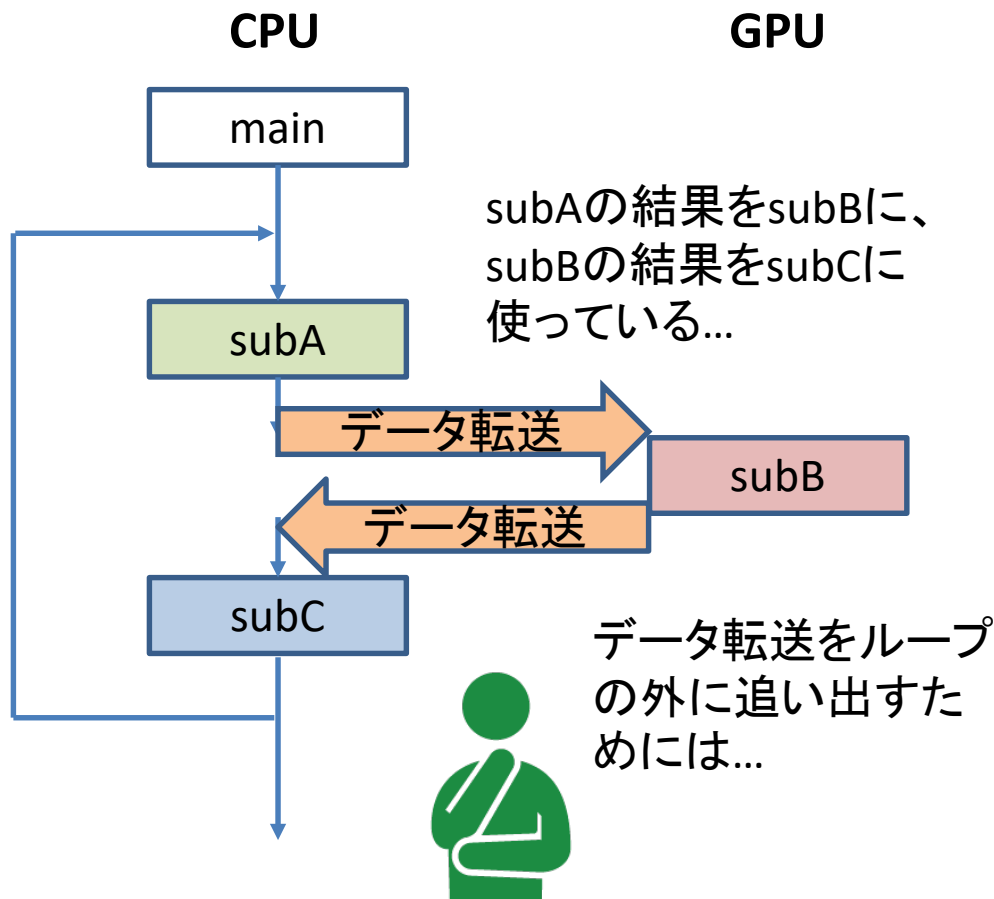 CPU
GPU
main
subAの結果をsubBに、
subBの結果をsubCに
使っている...
subA
データ転送
subB
データ転送
subC
データ転送をループ
の外に追い出すた
めには...